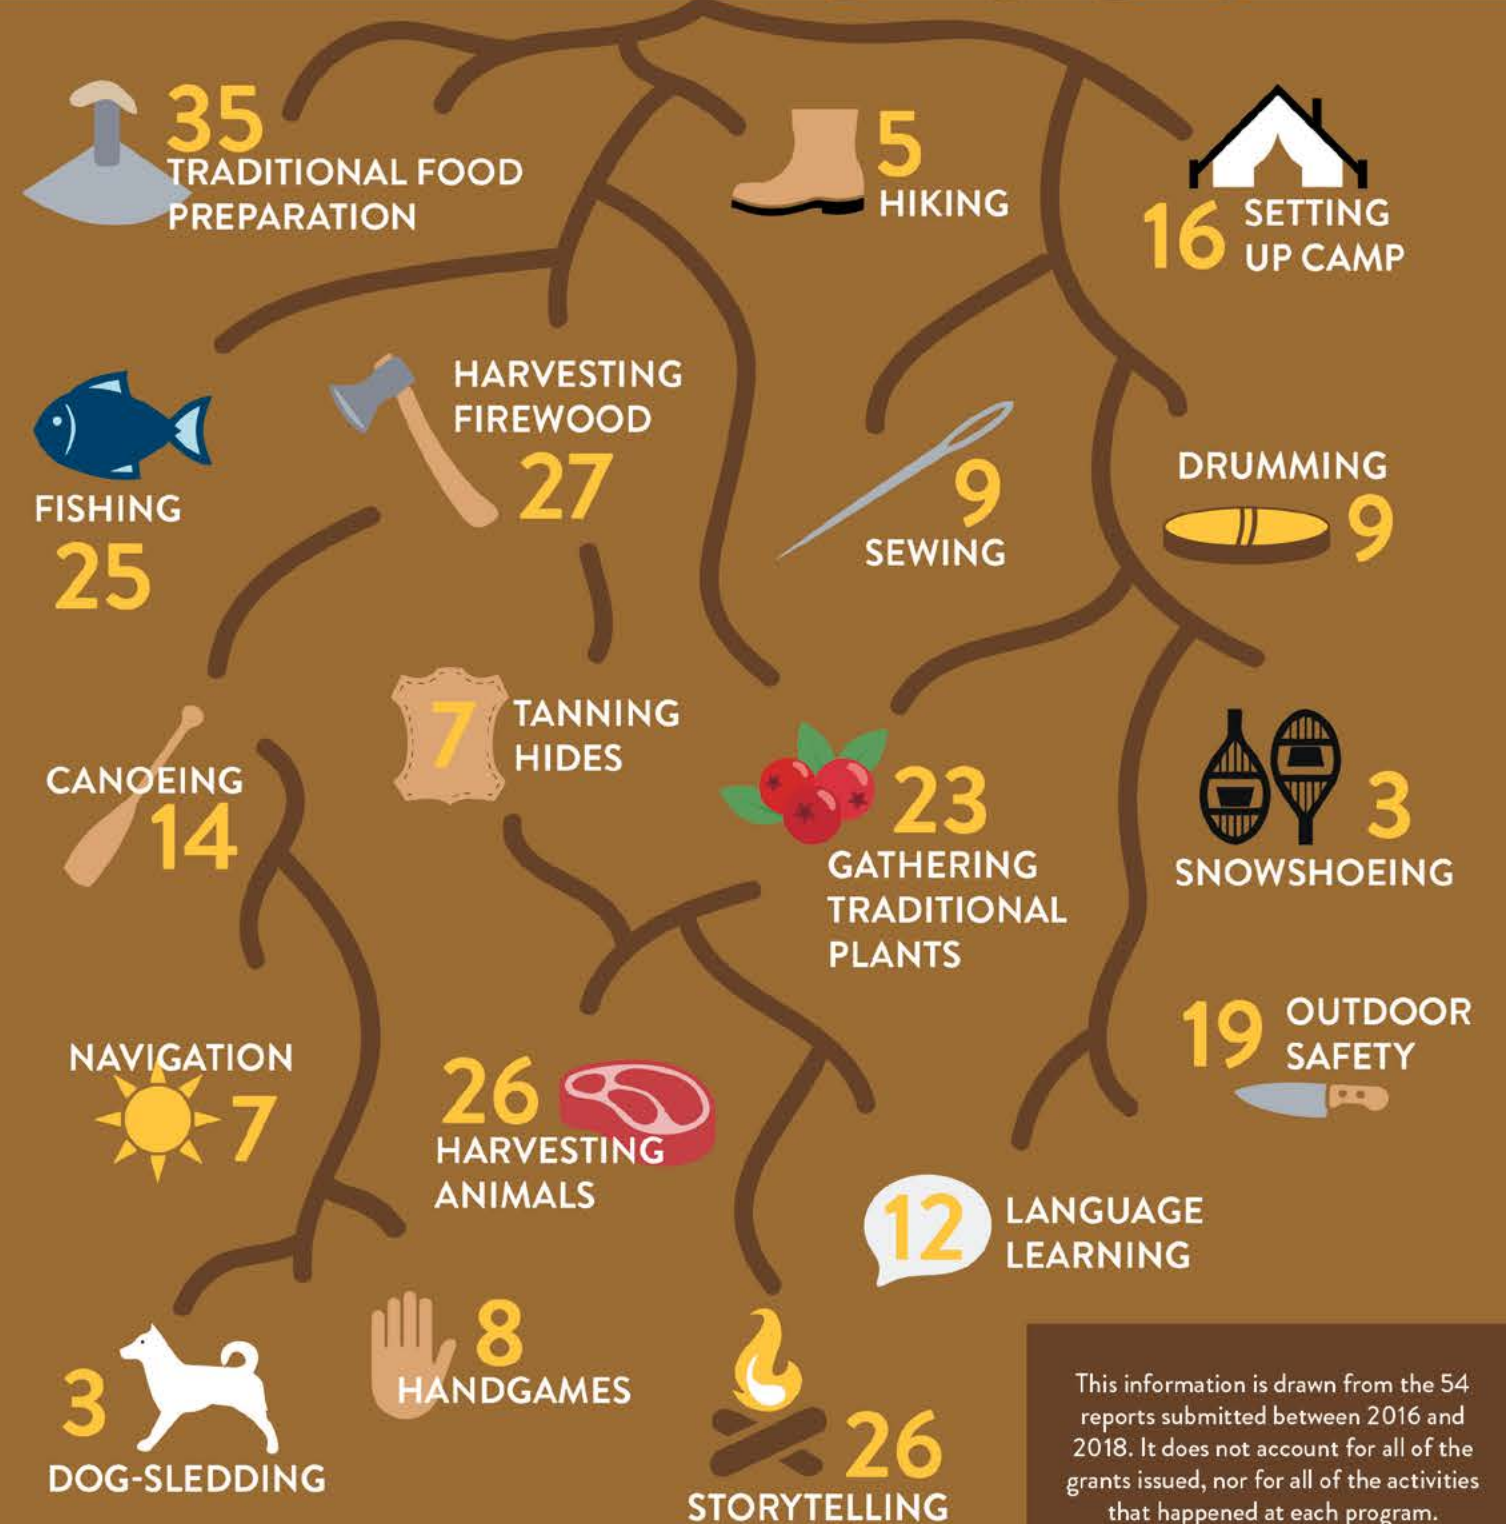 35
TRADITIONAL FOOD
PREPARATION
5
HIKING
16
SETTING
UP CAMP
FISHING
25
HARVESTING
FIREWOOD
27
9
SEWING
DRUMMING
9
CANOEING
14
7
TANNING
HIDES
23
GATHERING
TRADITIONAL
PLANTS
3
SNOWSHOEING
NAVIGATION
7
26
HARVESTING
ANIMALS
19
OUTDOOR
SAFETY
12
LANGUAGE
LEARNING
3
DOG-SLEDDING
8
HANDGAMES
26
STORYTELLING
This information is drawn from the 54
reports submitted between 2016 and
2018. It does not account for all of the
grants issued, nor for all of the activities
that happened at each program.